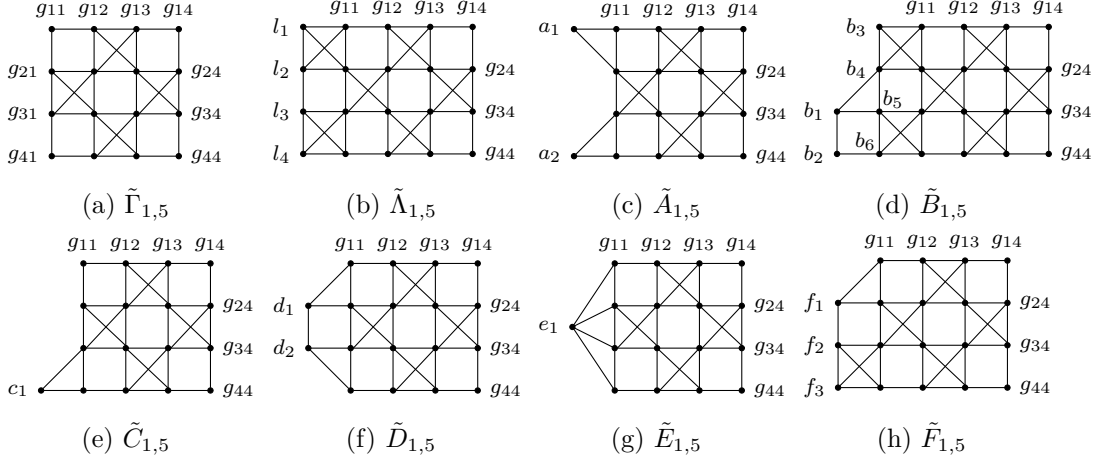 g₁₁ g₁₂ g₁₃ g₁₄ g₁₁ g₁₂ g₁₃ g₁₄ g₁₁ g₁₂ g₁₃ g₁₄ g₁₁ g₁₂ g₁₃ g₁₄
l₁ a₁ b₃
g₂₁ g₂₄ l₂ g₂₄ g₂₄ b₄ g₂₄
g₃₁ g₃₄ l₃ g₃₄ g₃₄ b₁ b₅ g₃₄
g₄₁ g₄₄ l₄ g₄₄ a₂ g₄₄ b₂ b₆ g₄₄
(a) Γ̃₁,₅ (b) Λ̃₁,₅ (c) Ã₁,₅ (d) B̃₁,₅
g₁₁ g₁₂ g₁₃ g₁₄ g₁₁ g₁₂ g₁₃ g₁₄ g₁₁ g₁₂ g₁₃ g₁₄ g₁₁ g₁₂ g₁₃ g₁₄
g₂₄ d₁ g₂₄ g₂₄ f₁ g₂₄
e₁
g₃₄ d₂ g₃₄ g₃₄ f₂ g₃₄
c₁ g₄₄ g₄₄ g₄₄ f₃ g₄₄
(e) C̃₁,₅ (f) D̃₁,₅ (g) Ẽ₁,₅ (h) F̃₁,₅